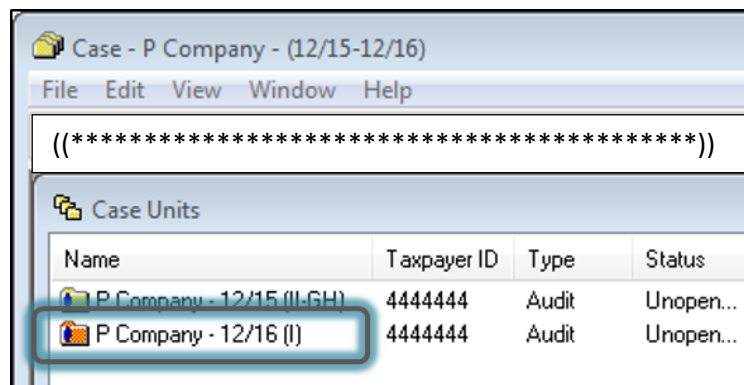 Case - P Company - (12/15-12/16)
File Edit View Window Help
((*******************************************))
Case Units
Name Taxpayer ID Type Status
P Company - 12/15 (II-GH) 4444444 Audit Unopen...
P Company - 12/16 (I) 4444444 Audit Unopen...